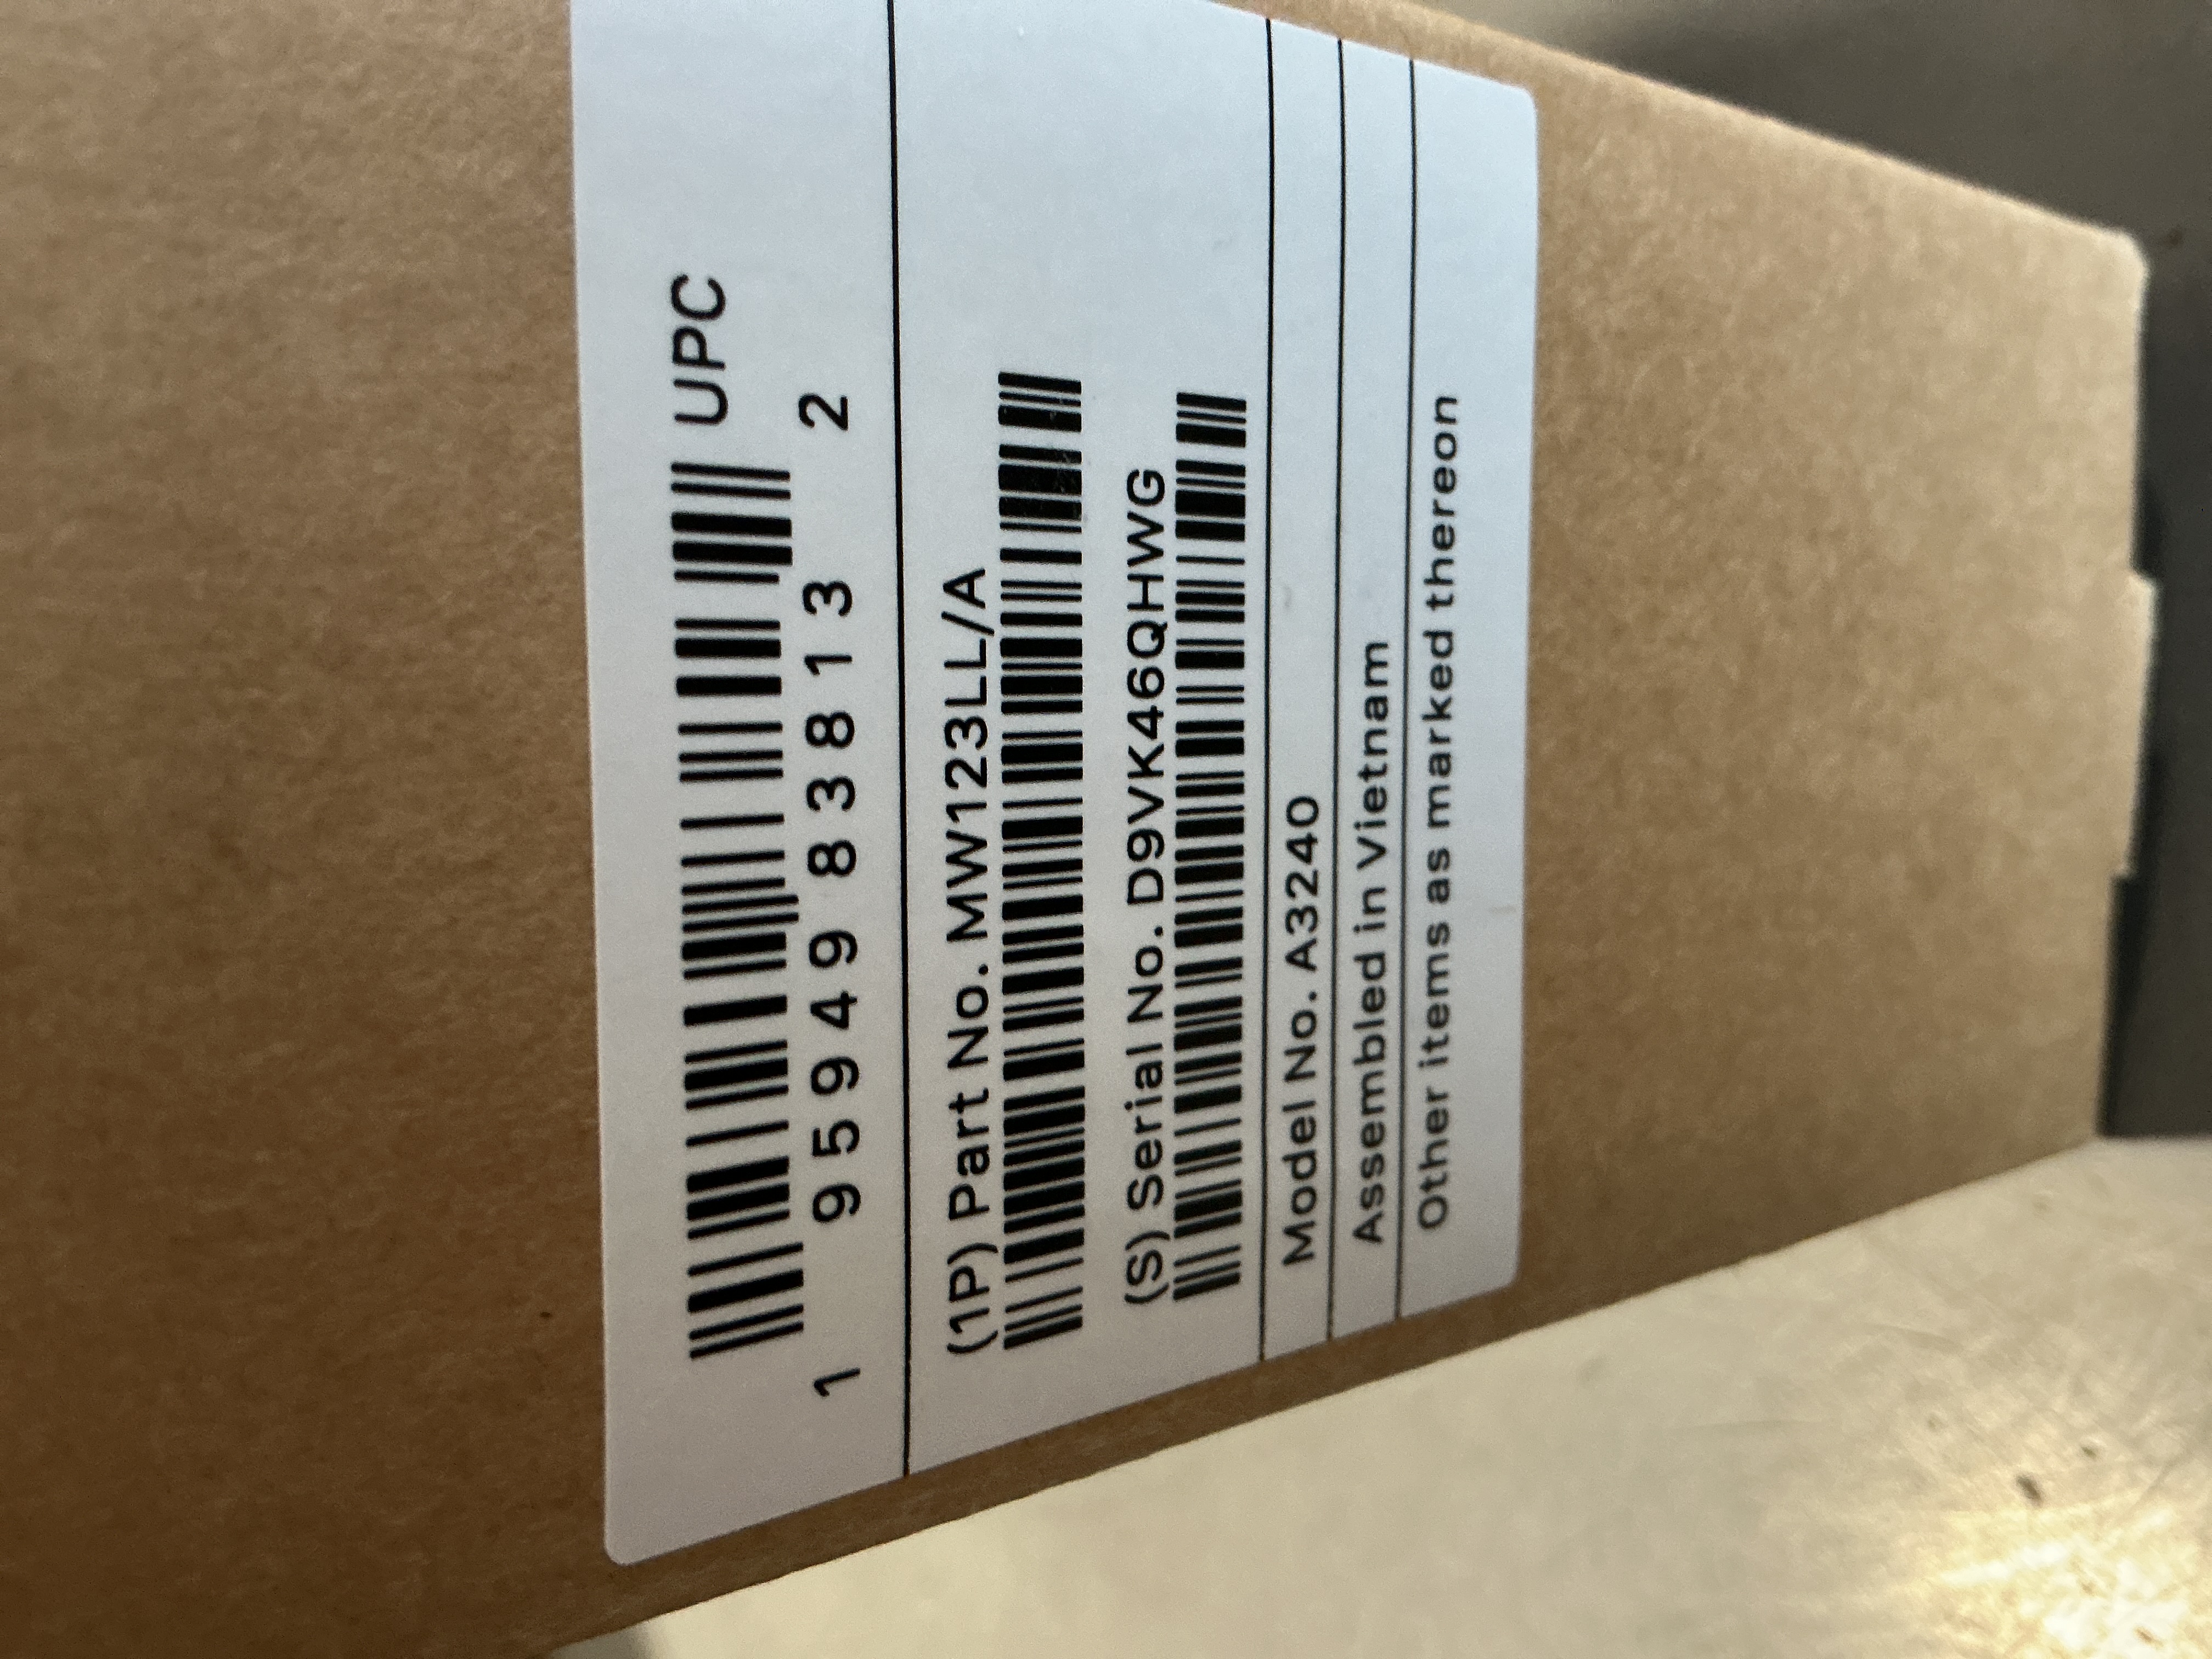 UPC
1 95949 83813 2
(1P) Part No. MW123LL/A
(S) Serial No. D9VK46QHWG
Model No. A3240
Assembled in Vietnam
Other items as marked thereon